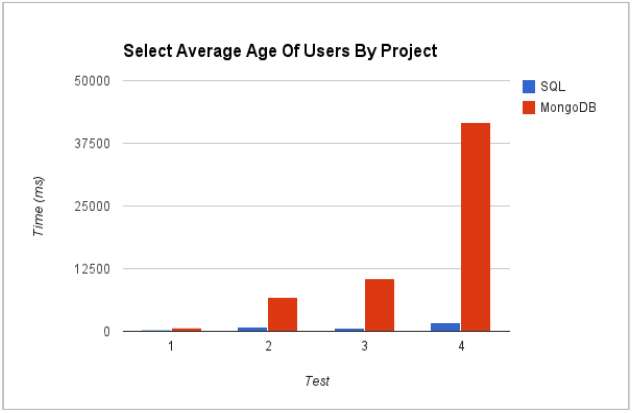 Select Average Age Of Users By Project
50000
37500
25000
12500
0
Time (ms)
1 2 3 4
Test
SQL
MongoDB